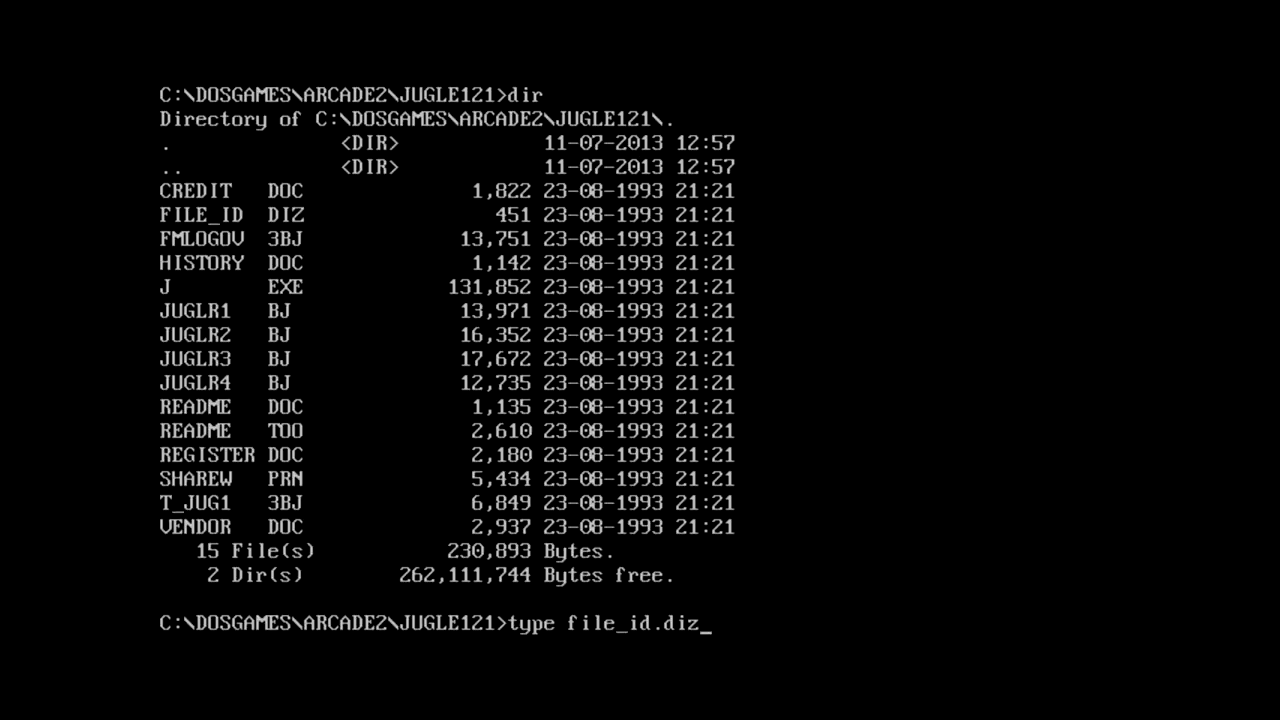 C:\DOSGAMES\ARCADE2\JUGLE121>dir
Directory of C:\DOSGAMES\ARCADE2\JUGLE121\.
.              <DIR>            11-07-2013 12:57
..             <DIR>            11-07-2013 12:57
CREDIT   DOC              1,822 23-08-1993 21:21
FILE_ID  DIZ                451 23-08-1993 21:21
FMLOGOV  3BJ             13,751 23-08-1993 21:21
HISTORY  DOC              1,142 23-08-1993 21:21
J        EXE            131,852 23-08-1993 21:21
JUGLR1   BJ              13,971 23-08-1993 21:21
JUGLR2   BJ              16,352 23-08-1993 21:21
JUGLR3   BJ              17,672 23-08-1993 21:21
JUGLR4   BJ              12,735 23-08-1993 21:21
README   DOC              1,135 23-08-1993 21:21
README   TOO              2,610 23-08-1993 21:21
REGISTER DOC              2,180 23-08-1993 21:21
SHAREW   PRN              5,434 23-08-1993 21:21
T_JUG1   3BJ              6,849 23-08-1993 21:21
VENDOR   DOC              2,937 23-08-1993 21:21
   15 File(s)           230,893 Bytes.
    2 Dir(s)        262,111,744 Bytes free.
C:\DOSGAMES\ARCADE2\JUGLE121>type file_id.diz_